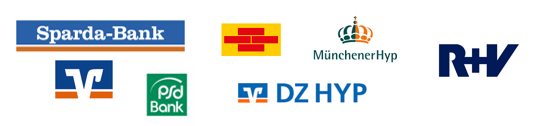 Sparda-Bank
MünchenerHyp
R+V
psd
Bank
DZ HYP